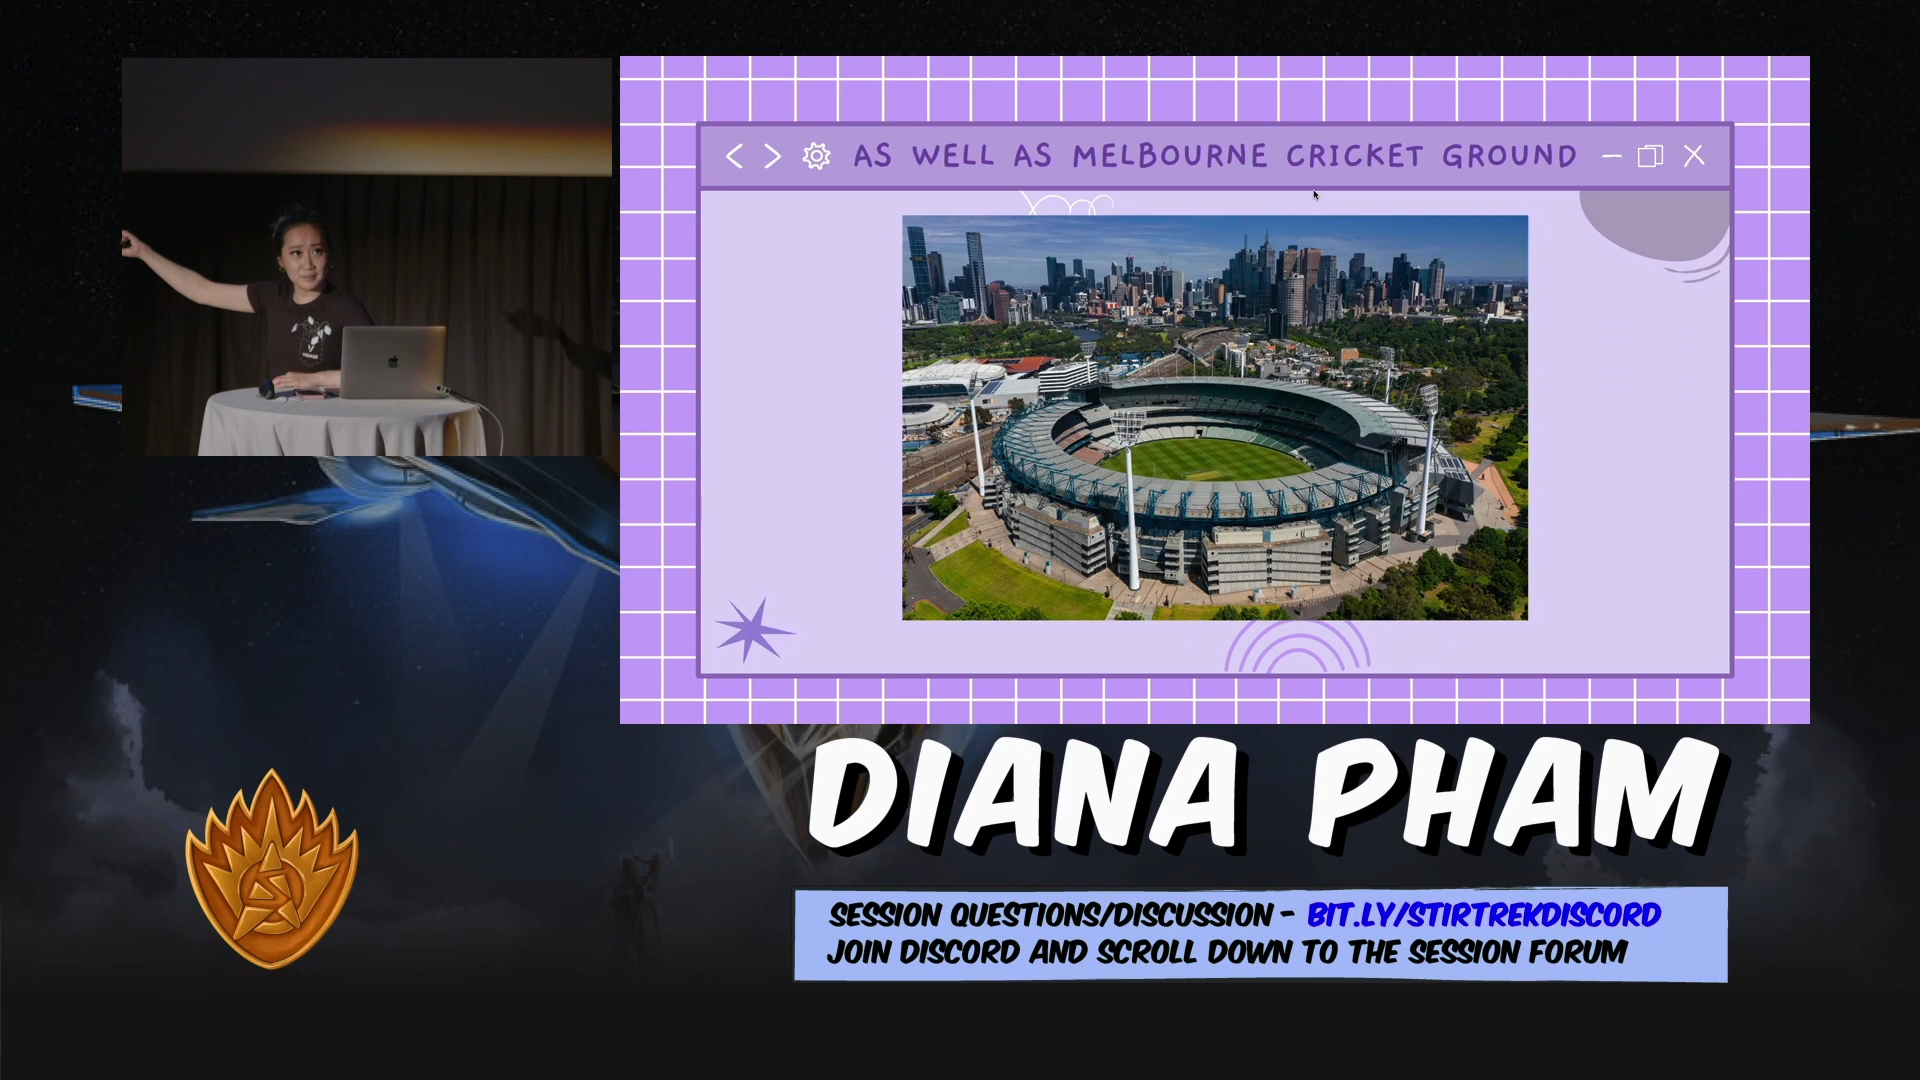 AS WELL AS MELBOURNE CRICKET GROUND
DIANA PHAM
SESSION QUESTIONS/DISCUSSION - BIT.LY/STIRTREKDISCORD
JOIN DISCORD AND SCROLL DOWN TO THE SESSION FORUM